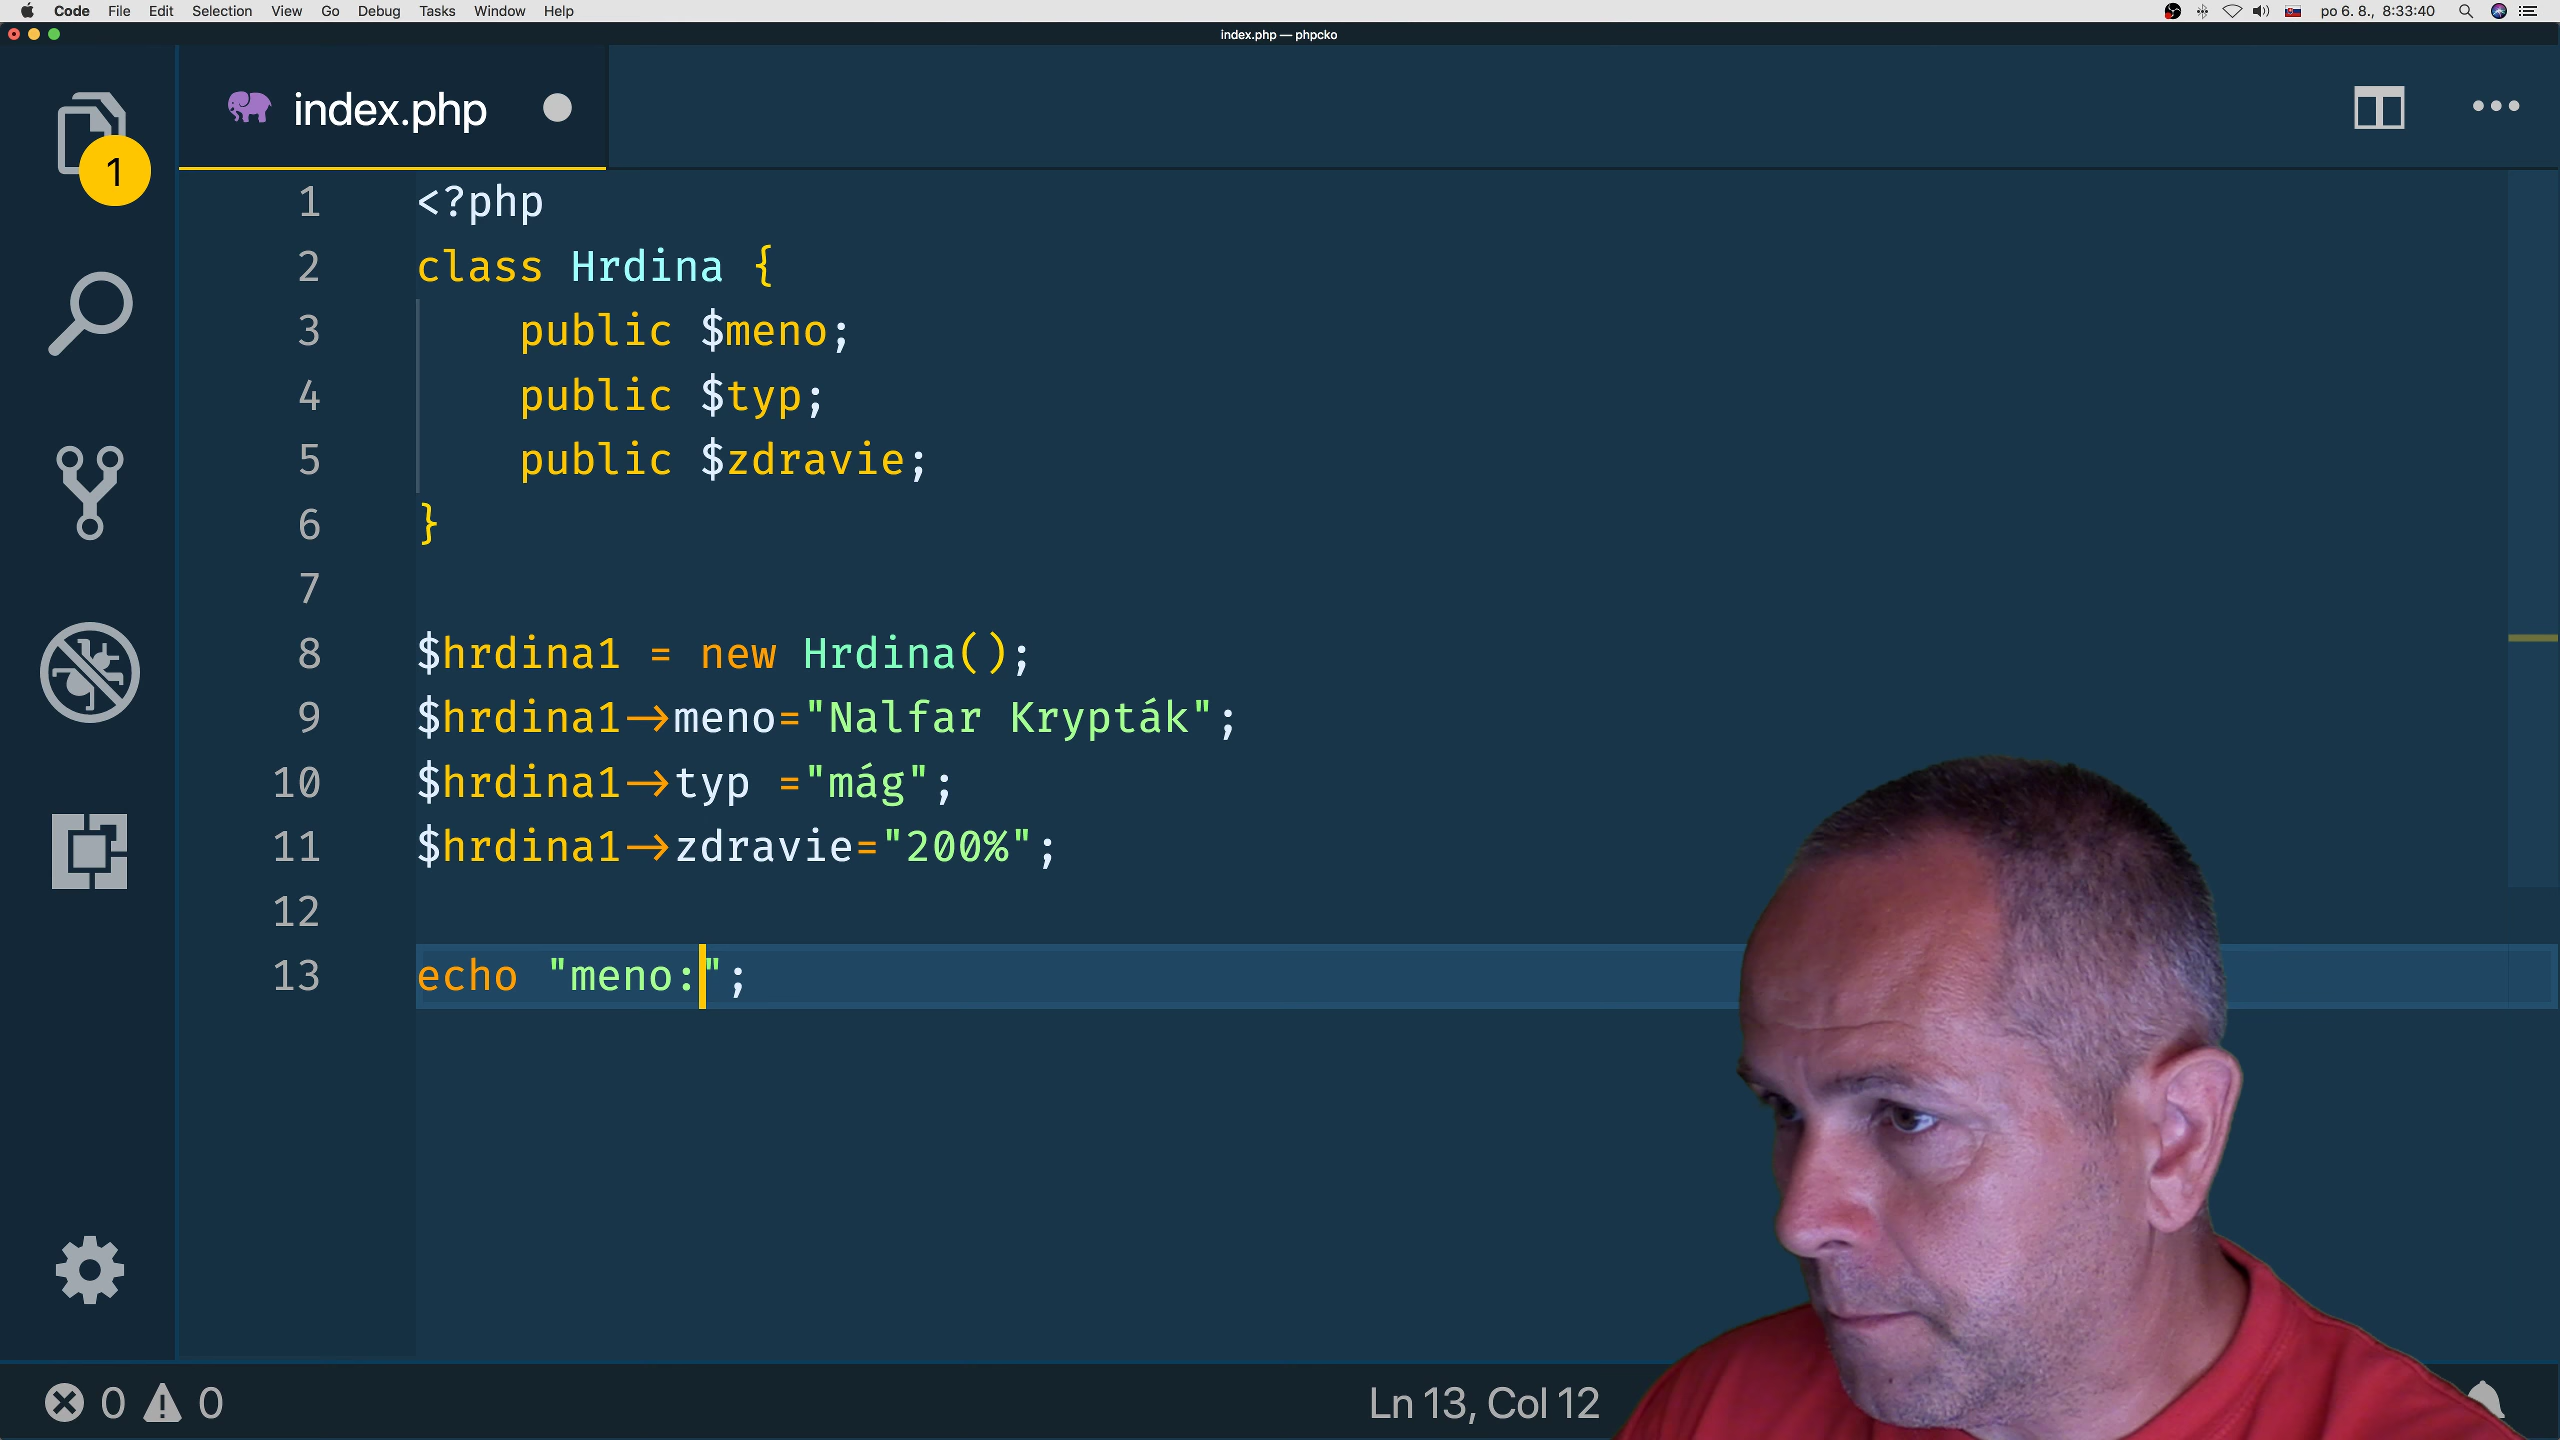 Code File Edit Selection View Go Debug Tasks Window Help po 6. 8., 8:33:40
index.php — phpcko
index.php
1
1 <?php
2 class Hrdina {
3 public $meno;
4 public $typ;
5 public $zdravie;
6 }
7
8 $hrdina1 = new Hrdina();
9 $hrdina1->meno="Nalfar Krypták";
10 $hrdina1->typ ="mág";
11 $hrdina1->zdravie="200%";
12
13 echo "meno:";
0 0 Ln 13, Col 12